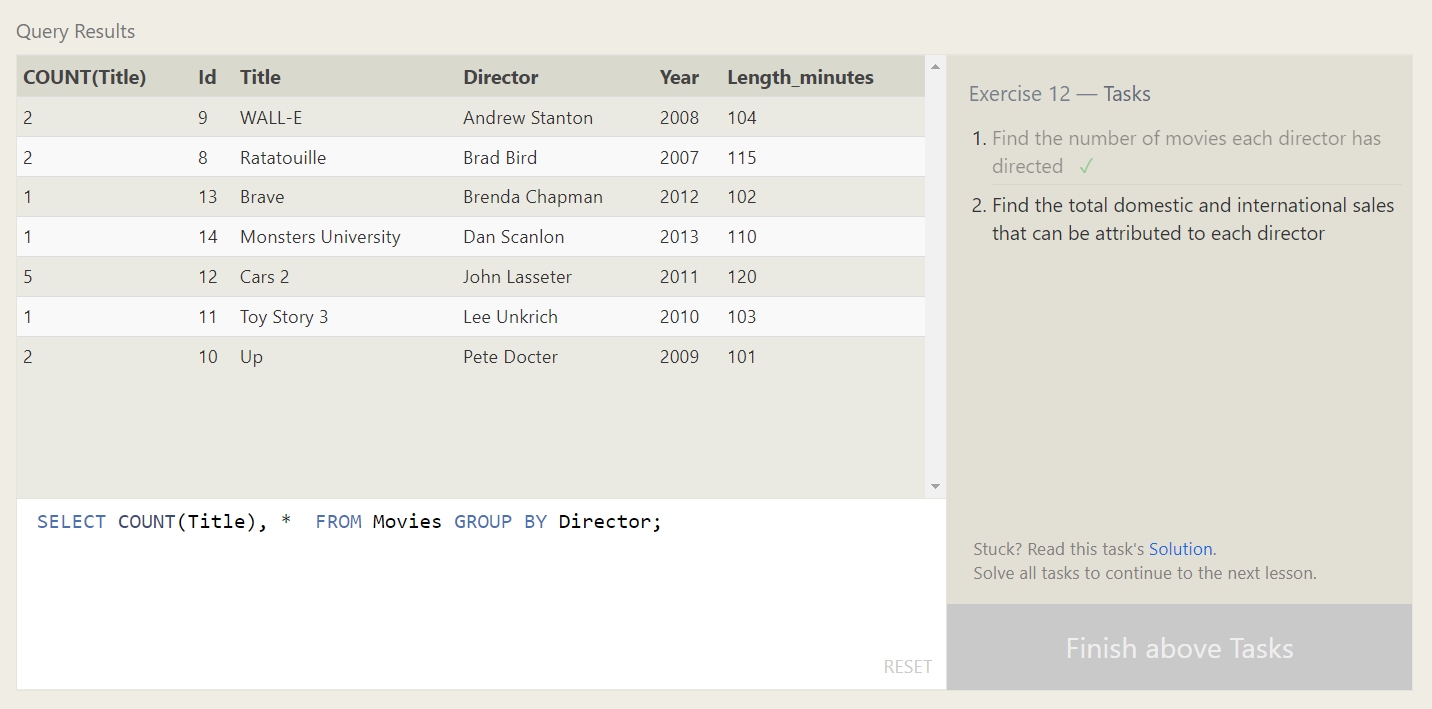 Query Results
COUNT(Title) Id Title Director Year Length_minutes
2 9 WALL-E Andrew Stanton 2008 104
2 8 Ratatouille Brad Bird 2007 115
1 13 Brave Brenda Chapman 2012 102
1 14 Monsters University Dan Scanlon 2013 110
5 12 Cars 2 John Lasseter 2011 120
1 11 Toy Story 3 Lee Unkrich 2010 103
2 10 Up Pete Docter 2009 101
SELECT COUNT(Title), *  FROM Movies GROUP BY Director;
RESET
Exercise 12 — Tasks
1. Find the number of movies each director has
directed ✓
2. Find the total domestic and international sales
that can be attributed to each director
Stuck? Read this task's Solution.
Solve all tasks to continue to the next lesson.
Finish above Tasks